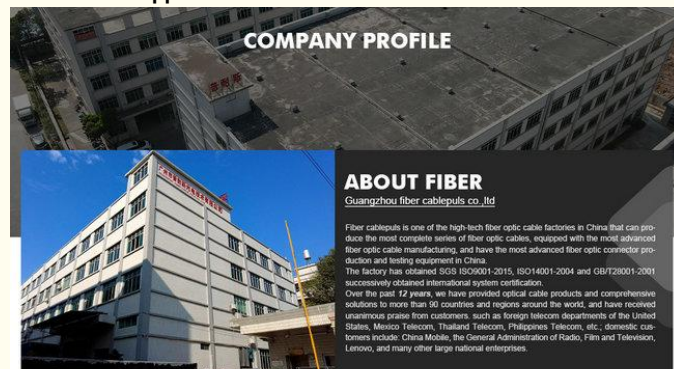 COMPANY PROFILE
ABOUT FIBER
Guangzhou fiber cablepuls co.,ltd
Fiber cablepuls is one of the high-tech fiber optic cable factories in China that can pro-
duce the most complete series of fiber optic cables, equipped with the most advanced
fiber optic cable manufacturing, and have the most advanced fiber optic connector pro-
duction and testing equipment in China.
The factory has obtained SGS ISO9001-2015, ISO14001-2004 and GB/T28001-2001
successively obtained international system certification.
Over the past 12 years, we have provided optical cable products and comprehensive
solutions to more than 90 countries and regions around the world, and have received
unanimous praise from customers. such as foreign telecom departments of the United
States, Mexico Telecom, Thailand Telecom, Philippines Telecom, etc.; domestic cus-
tomers include: China Mobile, the General Administration of Radio, Film and Television,
Lenovo, and many other large national enterprises.